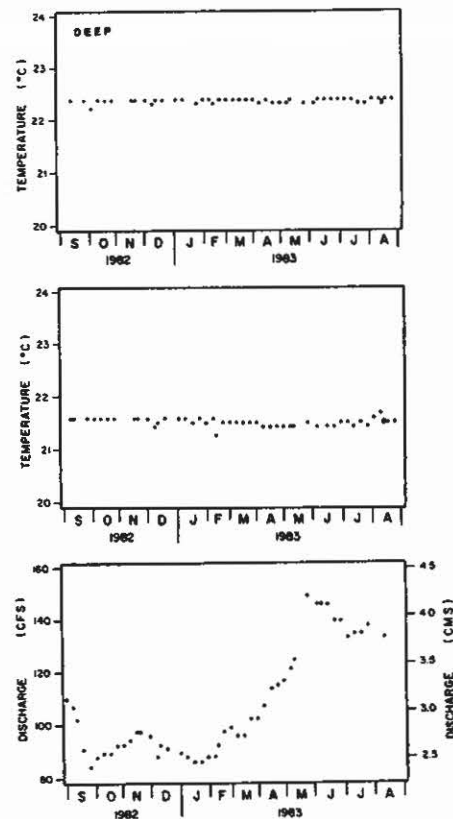 24
DEEP
23
22
21
20
TEMPERATURE (°C)
S O N D J F M A M J J A
1982 1983
24
23
22
21
20
TEMPERATURE (°C)
S O N D J F M A M J J A
1982 1983
160
140
120
100
80
DISCHARGE (CFS)
4.5
4.0
3.5
3.0
2.5
DISCHARGE (CMS)
S O N D J F M A M J J A
1982 1983